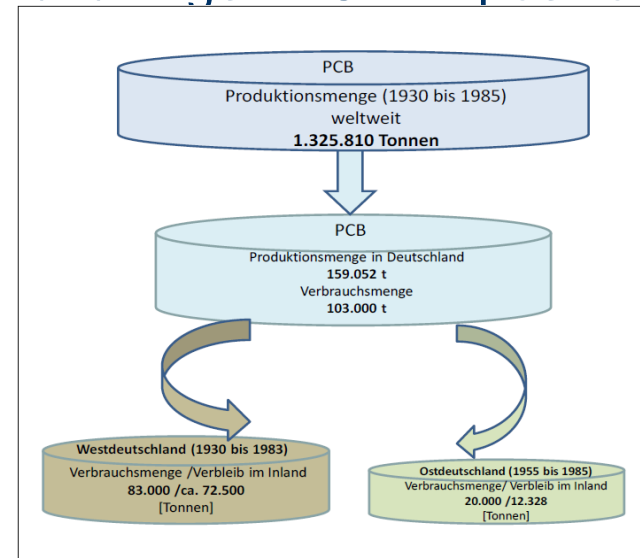 PCB
Produktionsmenge (1930 bis 1985)
weltweit
1.325.810 Tonnen
PCB
Produktionsmenge in Deutschland
159.052 t
Verbrauchsmenge
103.000 t
Westdeutschland (1930 bis 1983)
Verbrauchsmenge /Verbleib im Inland
83.000 /ca. 72.500
[Tonnen]
Ostdeutschland (1955 bis 1985)
Verbrauchsmenge/ Verbleib im Inland
20.000 /12.328
[Tonnen]